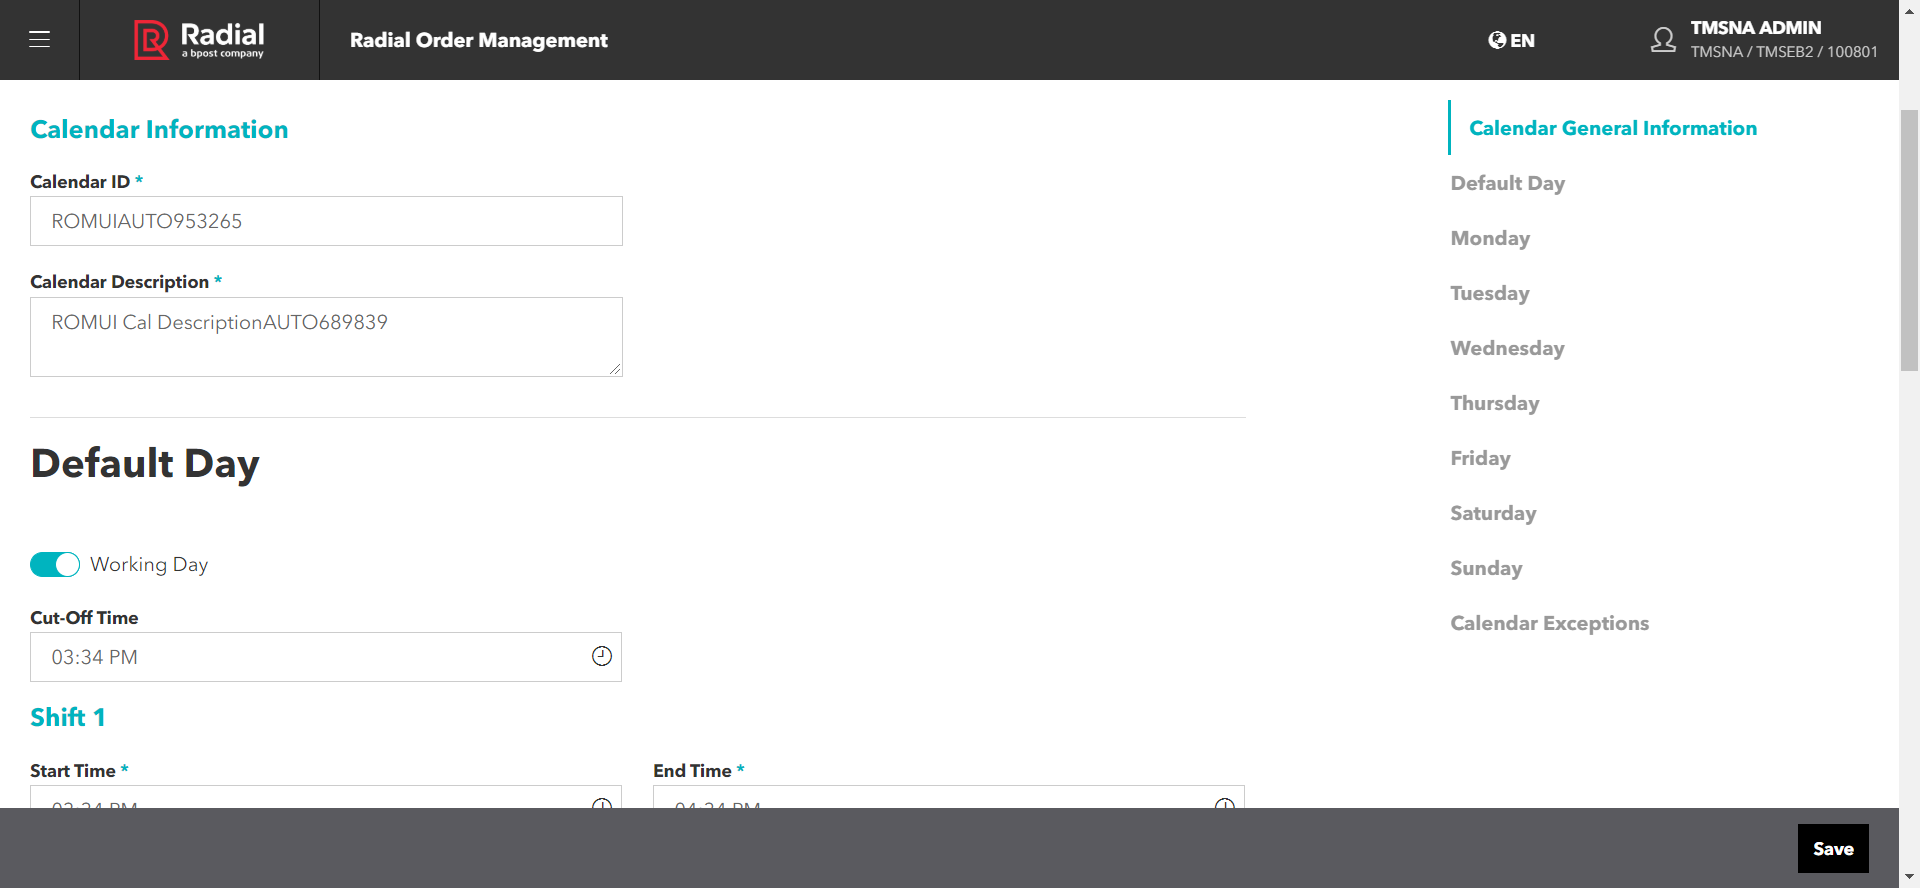 Radial
a bpost company
Radial Order Management
EN
TMSNA ADMIN
TMSNA / TMSEB2 / 100801
Calendar Information
Calendar ID *
ROMUIAUTO953265
Calendar Description *
ROMUI Cal DescriptionAUTO689839
Default Day
Working Day
Cut-Off Time
03:34 PM
Shift 1
Start Time *
End Time *
Calendar General Information
Default Day
Monday
Tuesday
Wednesday
Thursday
Friday
Saturday
Sunday
Calendar Exceptions
Save